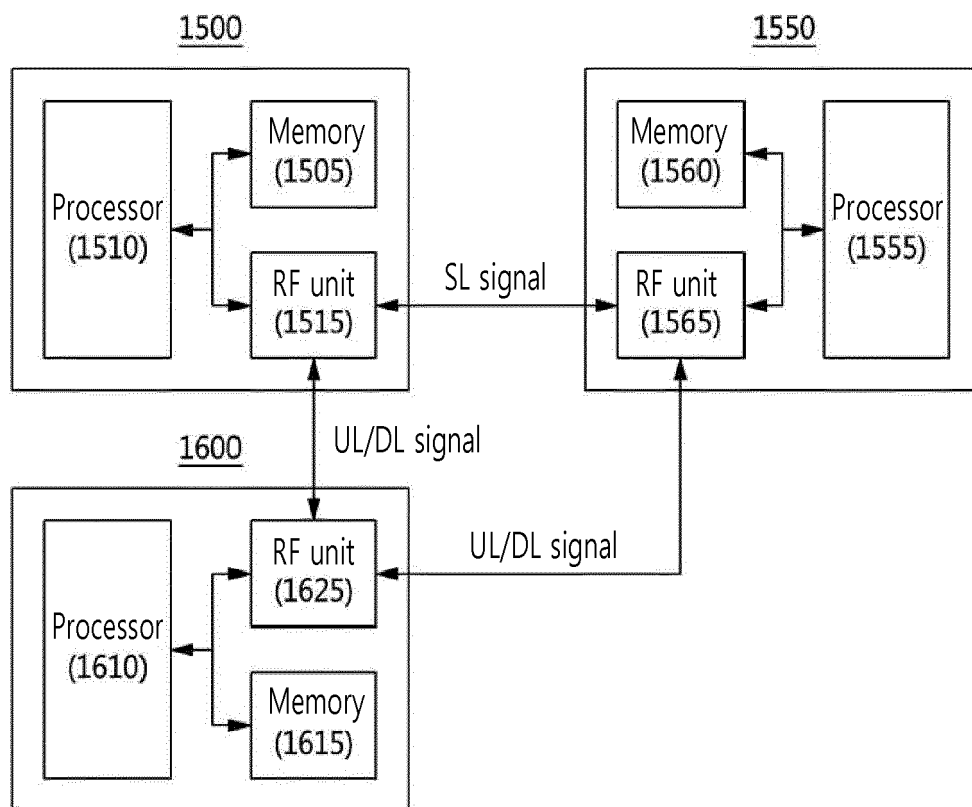 1500
1550
Processor
(1510)
Memory
(1505)
RF unit
(1515)
SL signal
Memory
(1560)
RF unit
(1565)
Processor
(1555)
UL/DL signal
1600
Processor
(1610)
RF unit
(1625)
Memory
(1615)
UL/DL signal